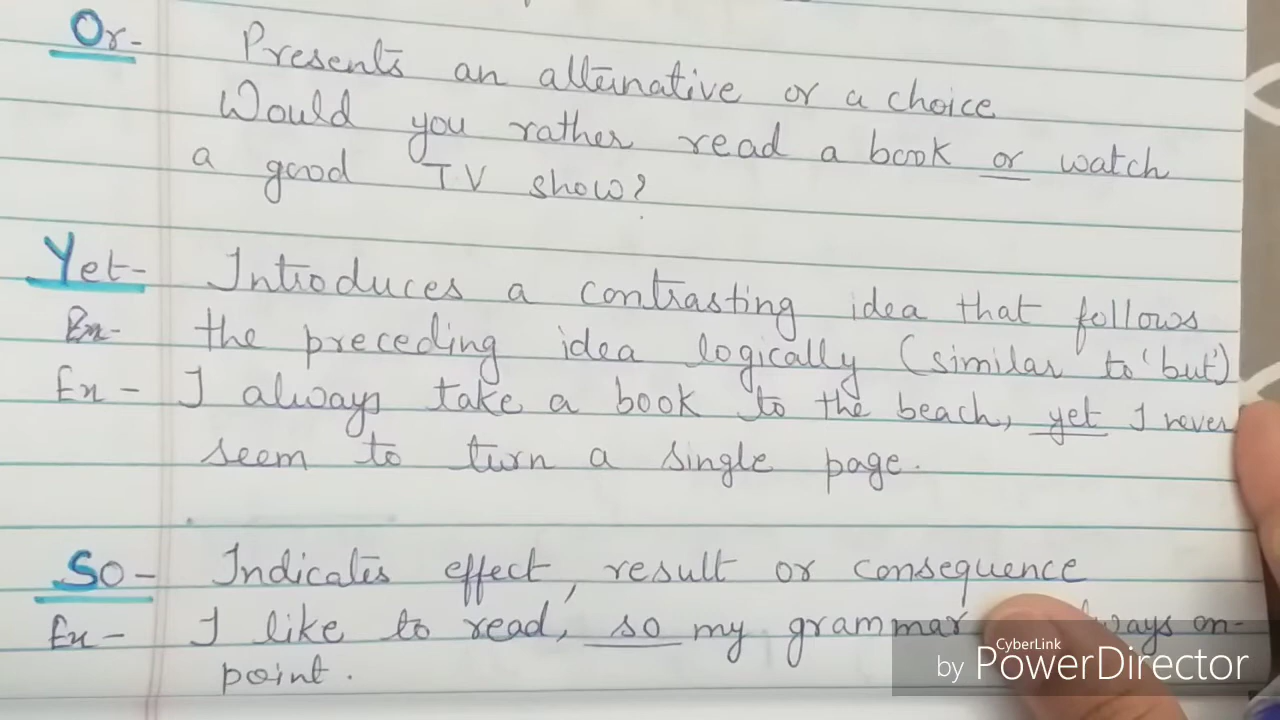 Or- Presents an alternative or a choice
Would you rather read a book or watch
a good TV show?
Yet- Introduces a contrasting idea that follows
Ex- the preceding idea logically (similar to 'but')
Ex - I always take a book to the beach, yet I never
seem to turn a single page.
So - Indicates effect, result or consequence
Ex - I like to read, so my grammar on-
point.
CyberLink
by PowerDirector